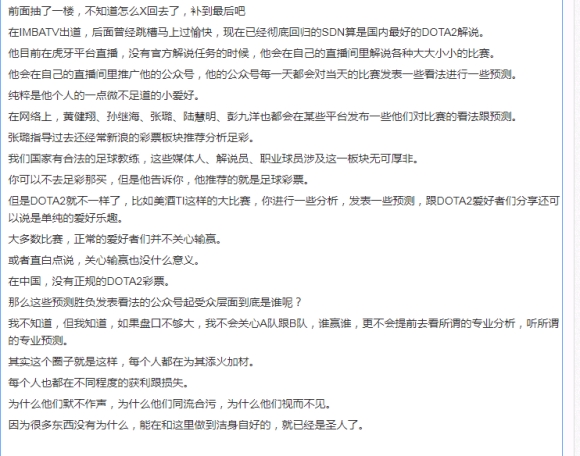 前面抽了一楼，不知道怎么X回去了，补到最后吧
在IMBATV出道，后面曾经跳槽马上过愉快，现在已经彻底回归的SDN算是国内最好的DOTA2解说。
他目前在虎牙平台直播，没有官方解说任务的时候，他会在自己的直播间里解说各种大大小小的比赛。
他会在自己的直播间里推广他的公众号，他的公众号每一天都会对当天的比赛发表一些看法进行一些预测。
纯粹是他个人的一点微不足道的小爱好。
在网络上，黄健翔、孙继海、张璐、陆慧明、彭九洋也都会在某些平台发布一些他们对比赛的看法跟预测。
张璐指导过去还经常新浪的彩票板块推荐分析足彩。
我们国家有合法的足球教练，这些媒体人、解说员、职业球员涉及这一板块无可厚非。
你可以不去足彩那买，但是他告诉你，他推荐的就是足球彩票。
但是DOTA2就不一样了，比如美酒TI这样的大比赛，你进行一些分析，发表一些预测，跟DOTA2爱好者们分享还可
以说是单纯的爱好乐趣。
大多数比赛，正常的爱好者们并不关心输赢。
或者直白点说，关心输赢也没什么意义。
在中国，没有正规的DOTA2彩票。
那么这些预测胜负发表看法的公众号起受众层面到底是谁呢？
我不知道，但我知道，如果盘口不够大，我不会关心A队跟B队，谁赢谁，更不会提前去看所谓的专业分析，听所谓
的专业预测。
其实这个圈子就是这样，每个人都在为其添火加材。
每个人也都在不同程度的获利跟损失。
为什么他们默不作声，为什么他们同流合污，为什么他们视而不见。
因为很多东西没有为什么，能在和这里做到洁身自好的，就已经是圣人了。